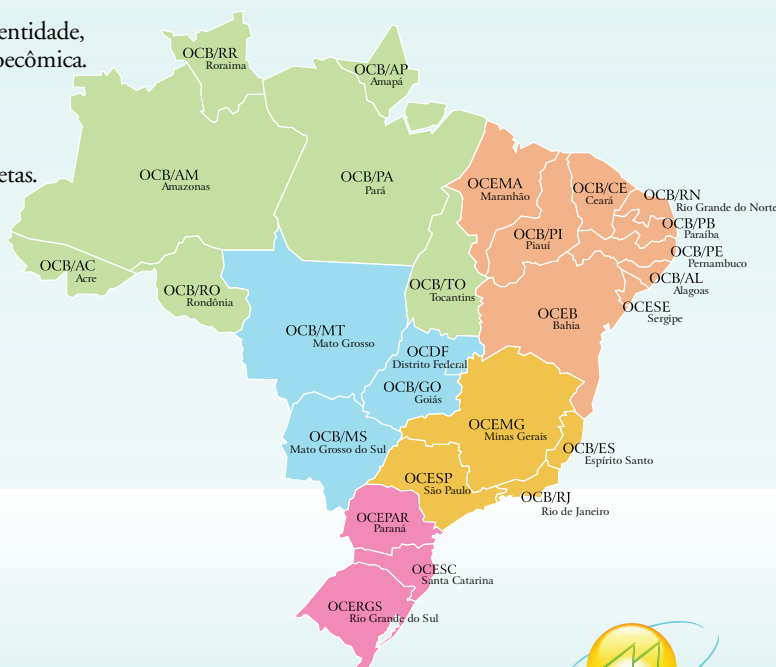 entidade,
oecômica.
etas.
OCB/RR
Roraima
OCB/AP
Amapá
OCB/AM
Amazonas
OCB/PA
Pará
OCEMA
Maranhão
OCB/CE
Ceará
OCB/RN
Rio Grande do Norte
OCB/PB
Paraíba
OCB/PI
Piauí
OCB/PE
Pernambuco
OCB/AC
Acre
OCB/RO
Rondônia
OCB/TO
Tocantins
OCB/AL
Alagoas
OCESE
Sergipe
OCEB
Bahia
OCB/MT
Mato Grosso
OCDF
Distrito Federal
OCB/GO
Goiás
OCEMG
Minas Gerais
OCB/MS
Mato Grosso do Sul
OCB/ES
Espírito Santo
OCESP
São Paulo
OCB/RJ
Rio de Janeiro
OCEPAR
Paraná
OCESC
Santa Catarina
OCERGS
Rio Grande do Sul